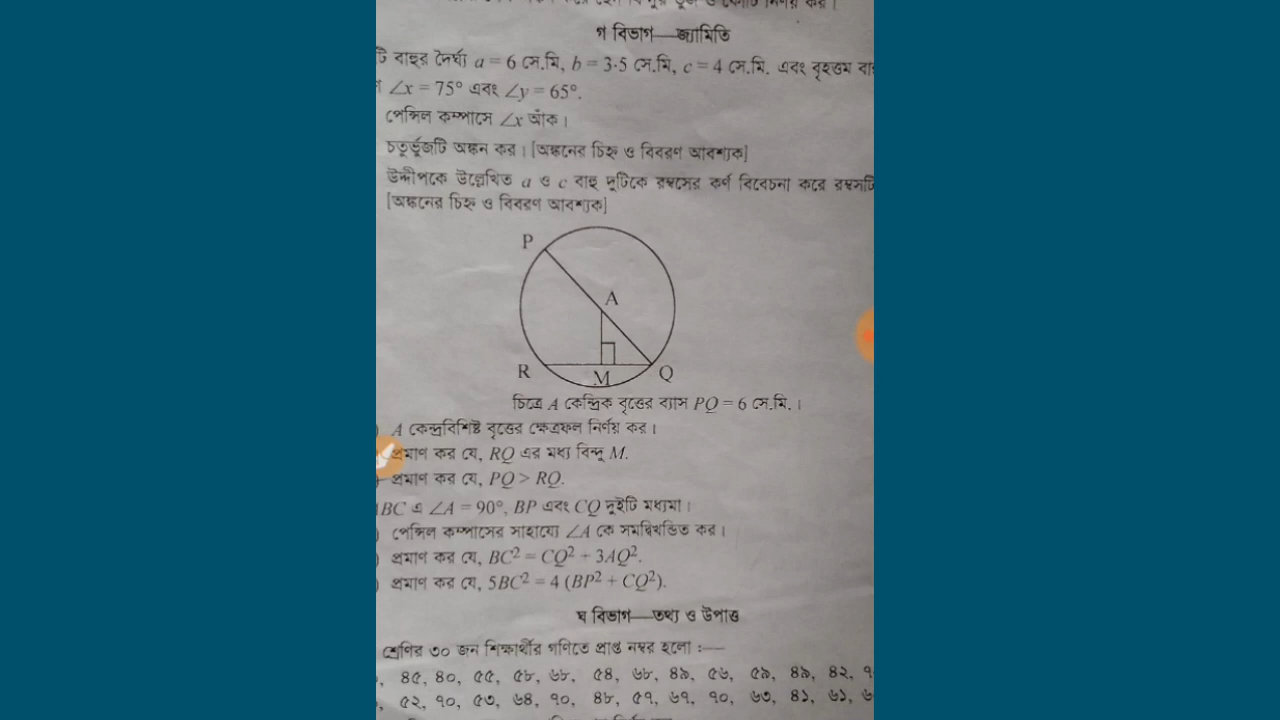 গ বিভাগ—জ্যামিতি
টি বাহুর দৈর্ঘ্য a = 6 সে.মি, b = 3·5 সে.মি, c = 4 সে.মি. এবং বৃহত্তম
∠x = 75° এবং ∠y = 65°.
পেন্সিল কম্পাসে ∠x আঁক।
চতুর্ভুজটি অঙ্কন কর। [অঙ্কনের চিহ্ন ও বিবরণ আবশ্যক]
উদ্দীপকে উল্লেখিত a ও c বাহু দুটিকে রম্বসের কর্ণ বিবেচনা করে রম্বসটি
[অঙ্কনের চিহ্ন ও বিবরণ আবশ্যক]
P
A
R
M
Q
চিত্রে A কেন্দ্রিক বৃত্তের ব্যাস PQ = 6 সে.মি.।
A কেন্দ্রবিশিষ্ট বৃত্তের ক্ষেত্রফল নির্ণয় কর।
প্রমাণ কর যে, RQ এর মধ্য বিন্দু M.
প্রমাণ কর যে, PQ > RQ.
BC এ ∠A = 90°, BP এবং CQ দুইটি মধ্যমা।
পেন্সিল কম্পাসের সাহায্যে ∠A কে সমদ্বিখন্ডিত কর।
প্রমাণ কর যে, BC² = CQ² + 3AQ².
প্রমাণ কর যে, 5BC² = 4 (BP² + CQ²).
ঘ বিভাগ—তথ্য ও উপাত্ত
শ্রেণির ৩০ জন শিক্ষার্থীর গণিতে প্রাপ্ত নম্বর হলো :—
৪৫, ৪০, ৫৫, ৫৮, ৬৮, ৫৪, ৬৮, ৪৯, ৫৬, ৫৯, ৪৯, ৪২,
৫২, ৭০, ৫৩, ৬৪, ৭০, ৪৮, ৫৭, ৬৭, ৭০, ৬৩, ৪১, ৬১,